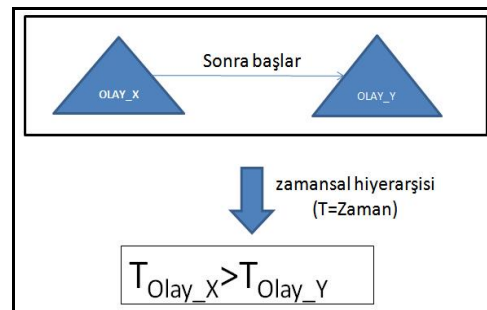 Sonra başlar
OLAY_X
OLAY_Y
zamansal hiyerarşisi
(T=Zaman)
TOlay_X>TOlay_Y